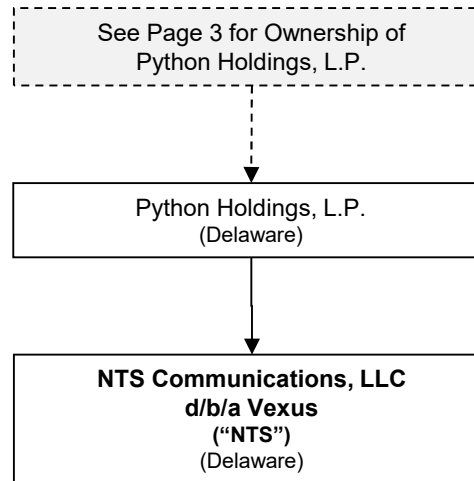 See Page 3 for Ownership of
Python Holdings, L.P.
Python Holdings, L.P.
(Delaware)
NTS Communications, LLC
d/b/a Vexus
(“NTS”)
(Delaware)